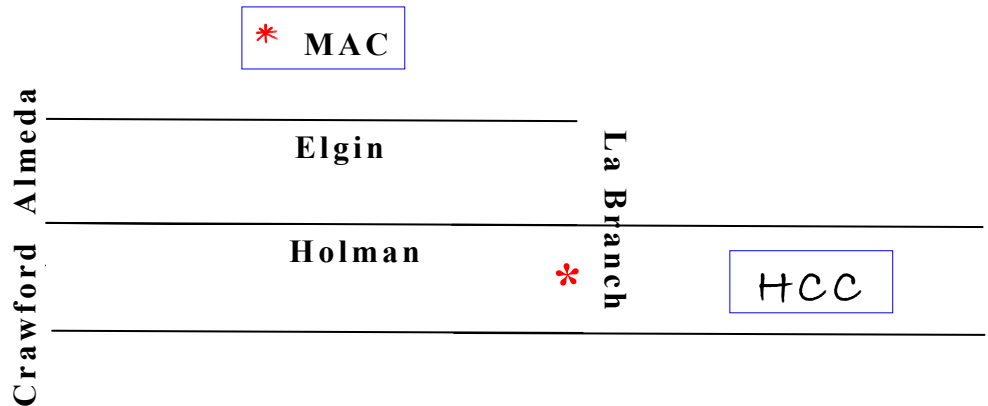 * MAC
Almeda
Elgin
La Branch
Crawford
Holman
*
HCC